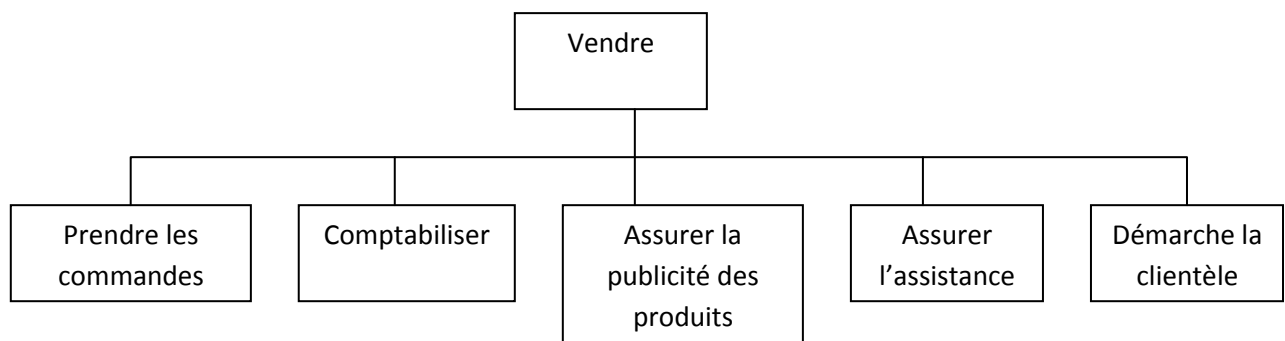 Vendre
Prendre les
commandes
Comptabiliser
Assurer la
publicité des
produits
Assurer
l’assistance
Démarche la
clientèle